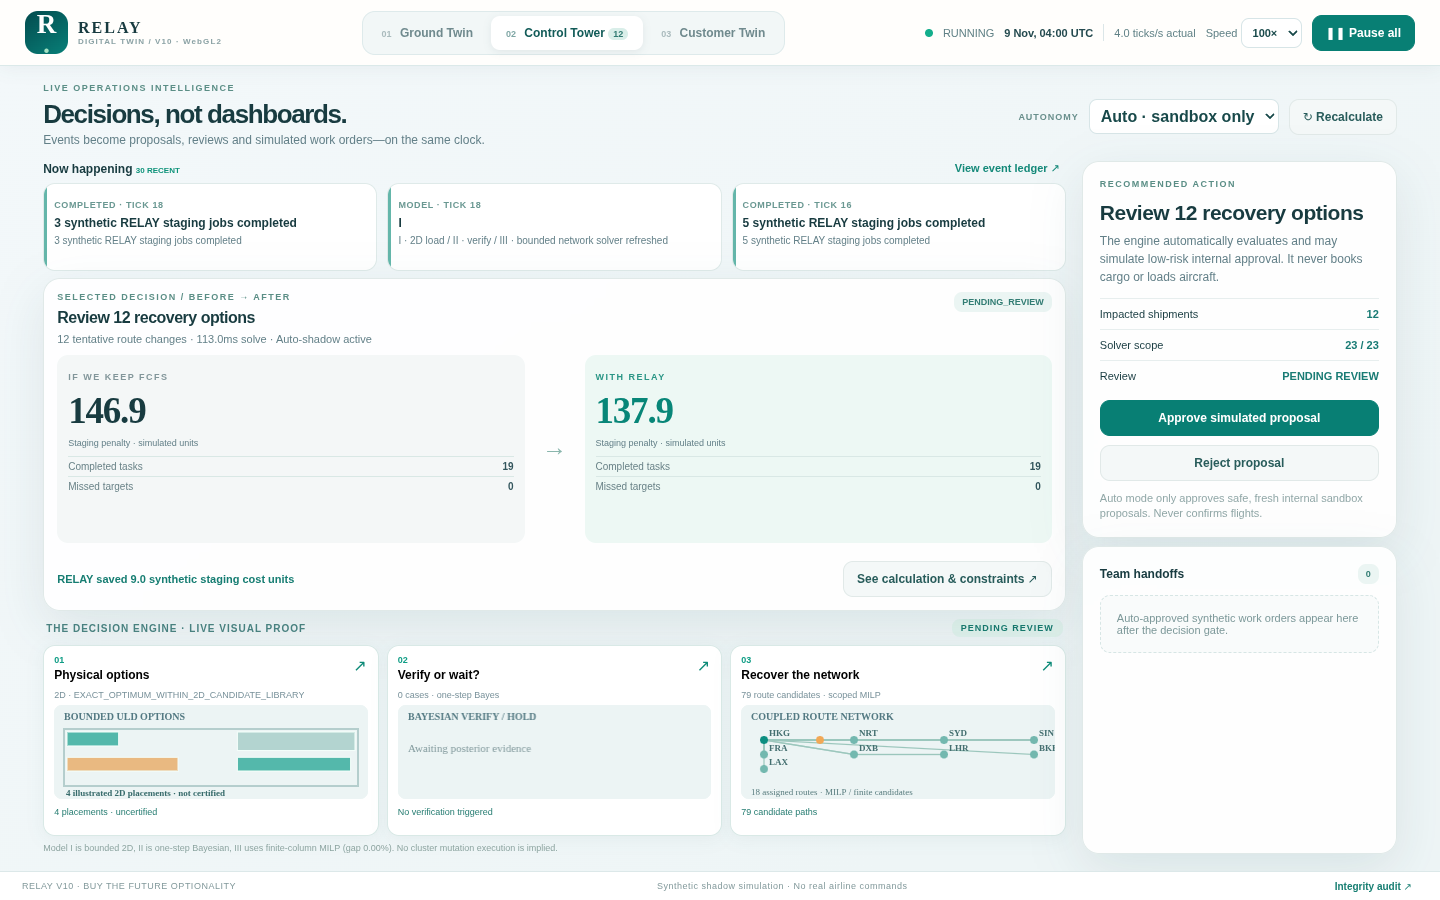 R
RELAY
DIGITAL TWIN / V10 · WebGL2
01 Ground Twin
02 Control Tower 12
03 Customer Twin
RUNNING 9 Nov, 04:00 UTC
4.0 ticks/s actual
Speed 100×
❚❚ Pause all
LIVE OPERATIONS INTELLIGENCE
Decisions, not dashboards.
Events become proposals, reviews and simulated work orders—on the same clock.
AUTONOMY Auto · sandbox only
↻ Recalculate
Now happening 30 RECENT
View event ledger ↗
COMPLETED · TICK 18
3 synthetic RELAY staging jobs completed
3 synthetic RELAY staging jobs completed
MODEL · TICK 18
I
I · 2D load / II · verify / III · bounded network solver refreshed
COMPLETED · TICK 16
5 synthetic RELAY staging jobs completed
5 synthetic RELAY staging jobs completed
SELECTED DECISION / BEFORE → AFTER
PENDING_REVIEW
Review 12 recovery options
12 tentative route changes · 113.0ms solve · Auto-shadow active
IF WE KEEP FCFS
146.9
Staging penalty · simulated units
Completed tasks 19
Missed targets 0
→
WITH RELAY
137.9
Staging penalty · simulated units
Completed tasks 19
Missed targets 0
RELAY saved 9.0 synthetic staging cost units
See calculation & constraints ↗
THE DECISION ENGINE · LIVE VISUAL PROOF
PENDING REVIEW
01
Physical options
↗
2D · EXACT_OPTIMUM_WITHIN_2D_CANDIDATE_LIBRARY
BOUNDED ULD OPTIONS
4 illustrated 2D placements · not certified
4 placements · uncertified
02
Verify or wait?
↗
0 cases · one-step Bayes
BAYESIAN VERIFY / HOLD
Awaiting posterior evidence
No verification triggered
03
Recover the network
↗
79 route candidates · scoped MILP
COUPLED ROUTE NETWORK
HKG NRT SYD SIN
FRA DXB LHR BKK
LAX
18 assigned routes · MILP / finite candidates
79 candidate paths
Model I is bounded 2D, II is one-step Bayesian, III uses finite-column MILP (gap 0.00%). No cluster mutation execution is implied.
RECOMMENDED ACTION
Review 12 recovery options
The engine automatically evaluates and may
simulate low-risk internal approval. It never books
cargo or loads aircraft.
Impacted shipments 12
Solver scope 23 / 23
Review PENDING REVIEW
Approve simulated proposal
Reject proposal
Auto mode only approves safe, fresh internal sandbox
proposals. Never confirms flights.
Team handoffs 0
Auto-approved synthetic work orders appear here
after the decision gate.
RELAY V10 · BUY THE FUTURE OPTIONALITY
Synthetic shadow simulation · No real airline commands
Integrity audit ↗